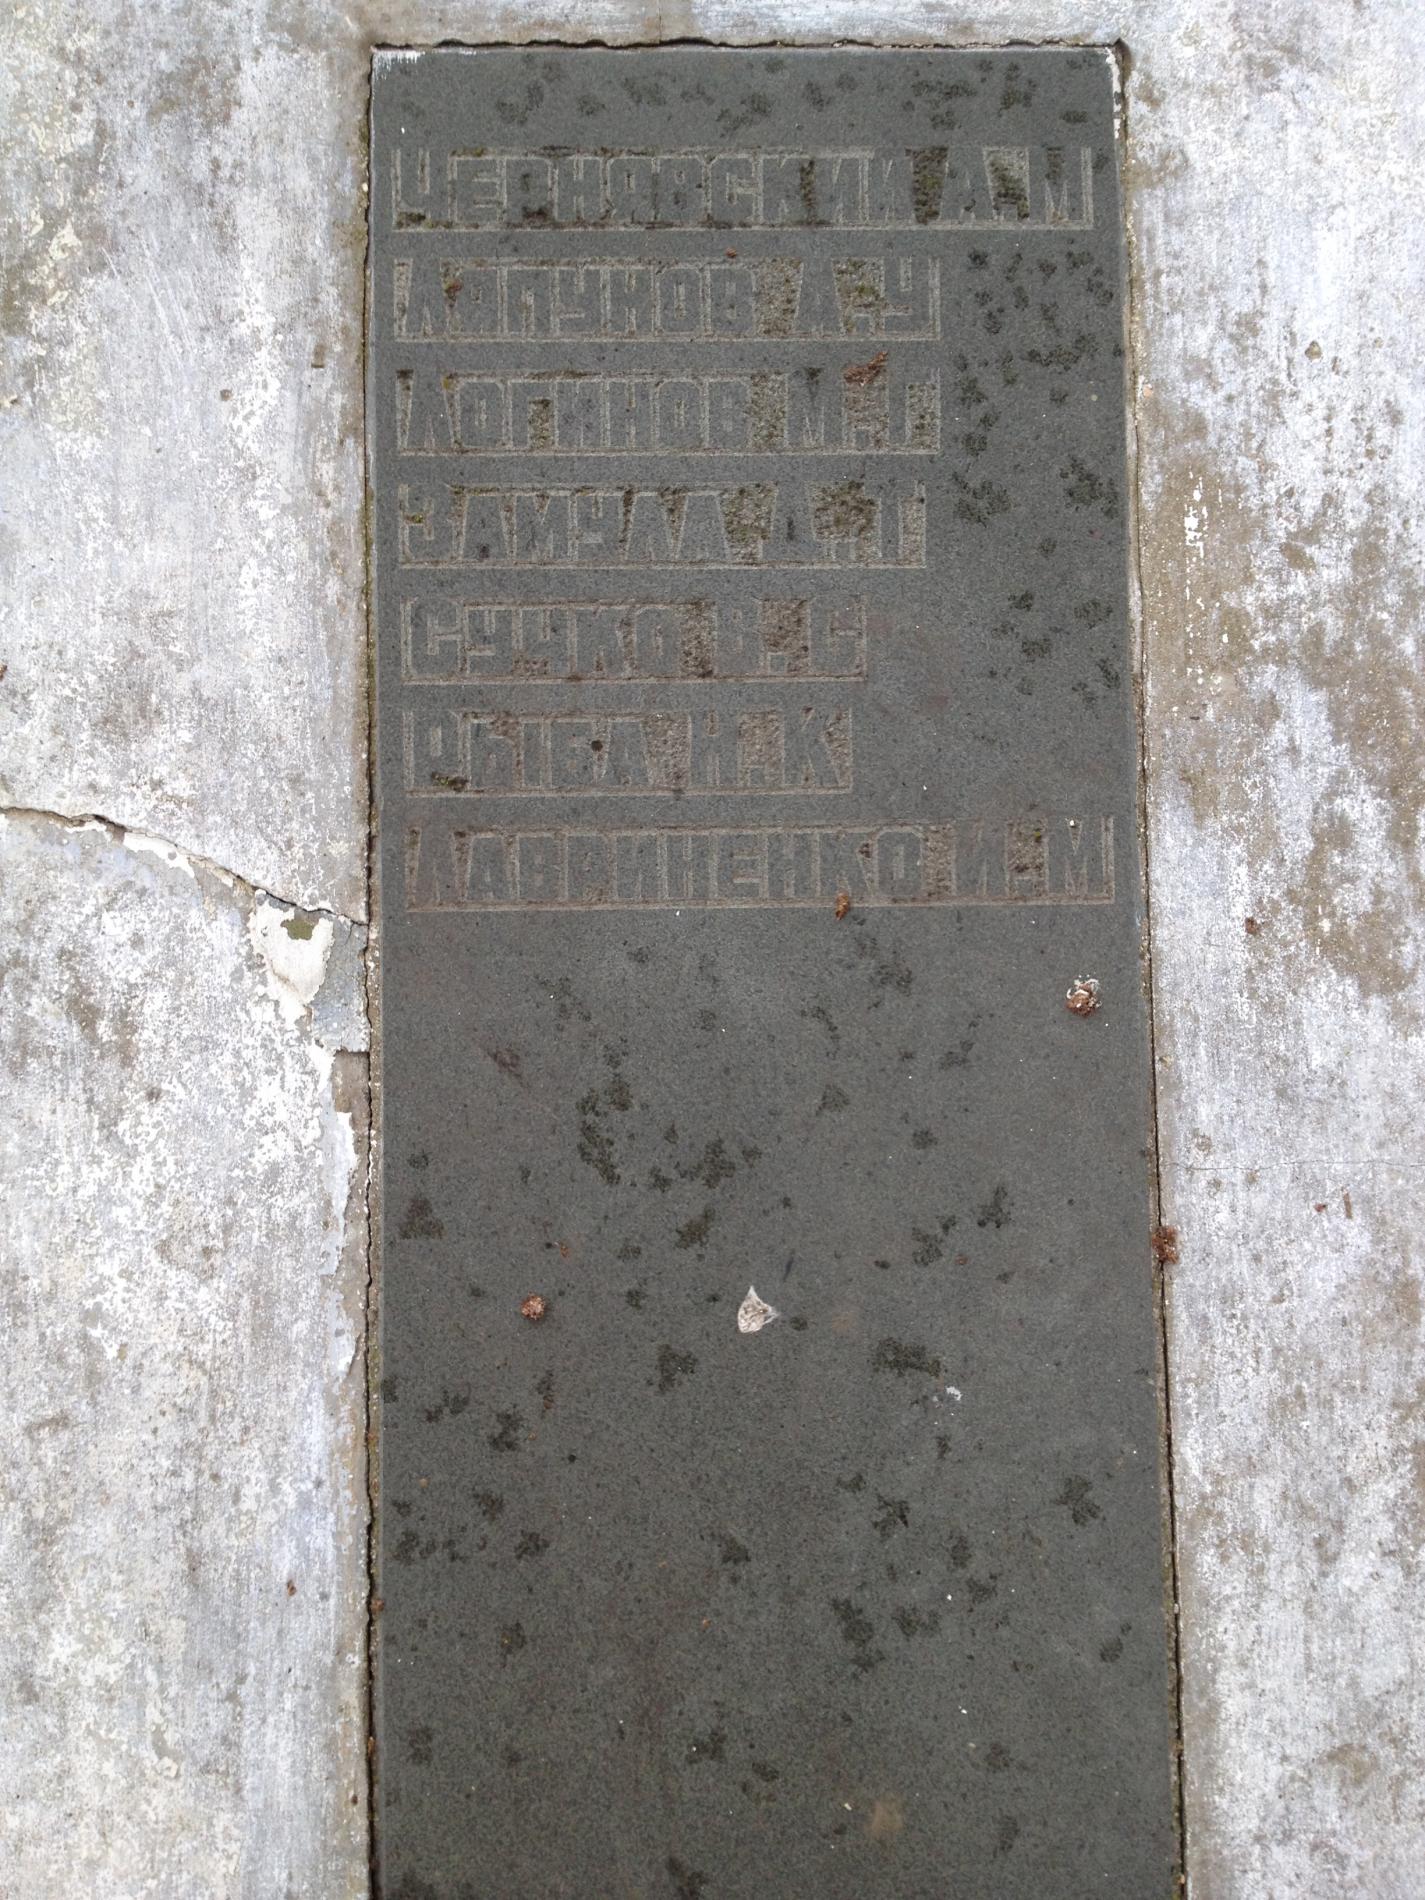 ЧЕРНЯВСКИЙ А.М
ЛЯПУНОВ А.У
ЛОГИНОВ М.Г
ЗАМУЛА Д.Т
СУЧКО В.С
РЫБА Н.К
ЛАВРИНЕНКО И.М